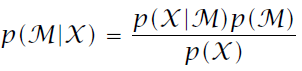 p(ℳ|X) = p(X|ℳ)p(ℳ) / p(X)